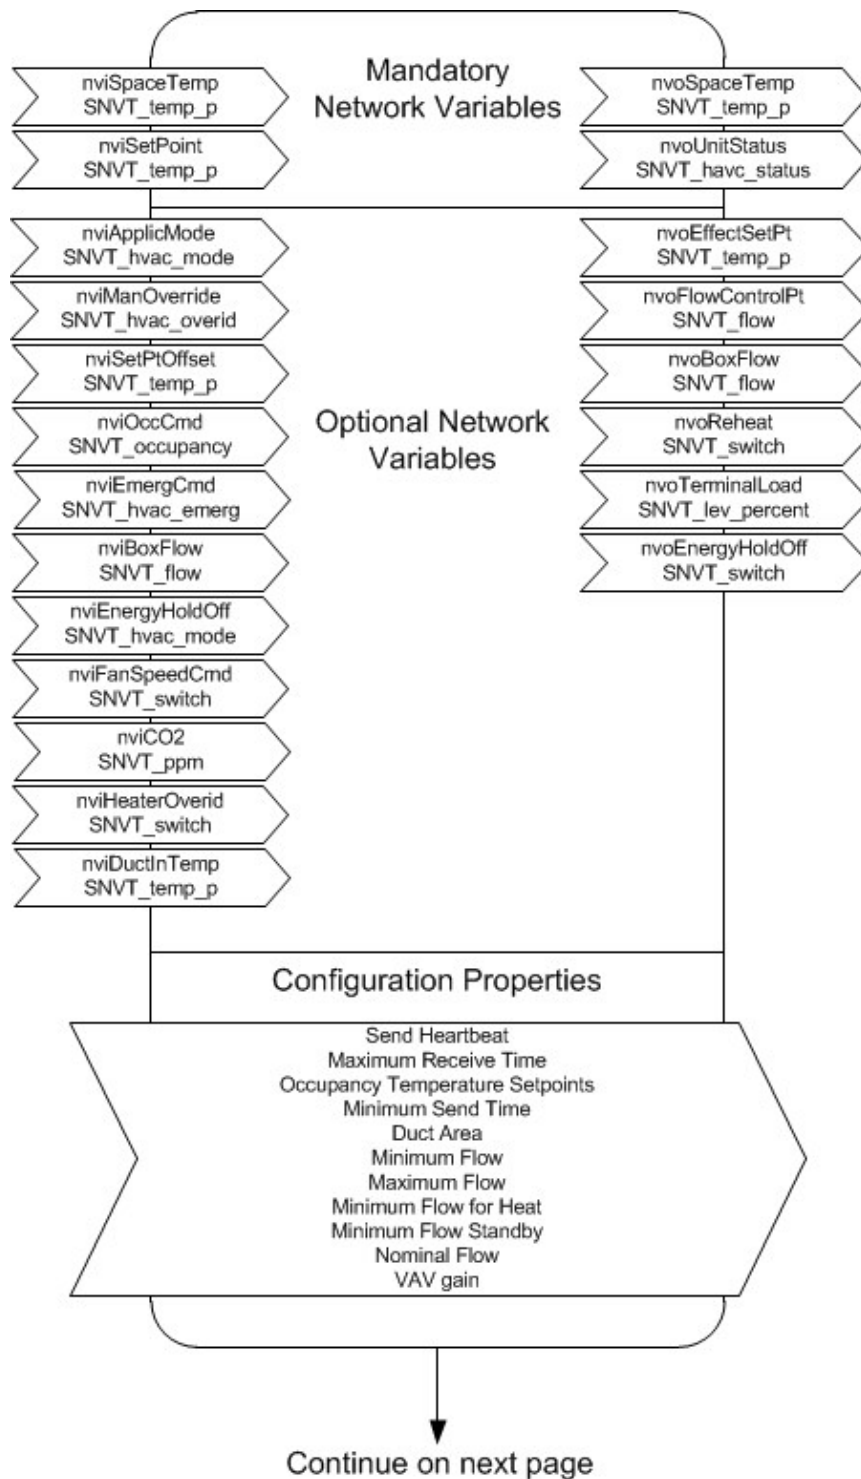 Mandatory
Network Variables
nviSpaceTemp
SNVT_temp_p
nviSetPoint
SNVT_temp_p
nvoSpaceTemp
SNVT_temp_p
nvoUnitStatus
SNVT_havc_status
Optional Network
Variables
nviApplicMode
SNVT_hvac_mode
nviManOverride
SNVT_hvac_overid
nviSetPtOffset
SNVT_temp_p
nviOccCmd
SNVT_occupancy
nviEmergCmd
SNVT_hvac_emerg
nviBoxFlow
SNVT_flow
nviEnergyHoldOff
SNVT_hvac_mode
nviFanSpeedCmd
SNVT_switch
nviCO2
SNVT_ppm
nviHeaterOverid
SNVT_switch
nviDuctInTemp
SNVT_temp_p
nvoEffectSetPt
SNVT_temp_p
nvoFlowControlPt
SNVT_flow
nvoBoxFlow
SNVT_flow
nvoReheat
SNVT_switch
nvoTerminalLoad
SNVT_lev_percent
nvoEnergyHoldOff
SNVT_switch
Configuration Properties
Send Heartbeat
Maximum Receive Time
Occupancy Temperature Setpoints
Minimum Send Time
Duct Area
Minimum Flow
Maximum Flow
Minimum Flow for Heat
Minimum Flow Standby
Nominal Flow
VAV gain
Continue on next page